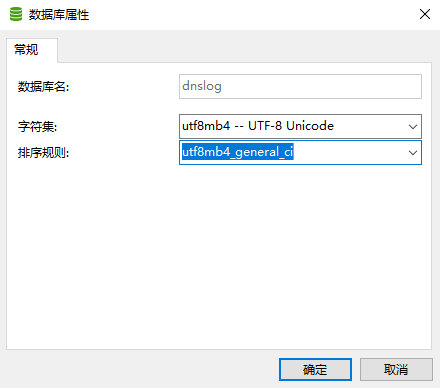 数据库属性
常规
数据库名:
dnslog
字符集:
utf8mb4 -- UTF-8 Unicode
排序规则:
utf8mb4_general_ci
确定
取消